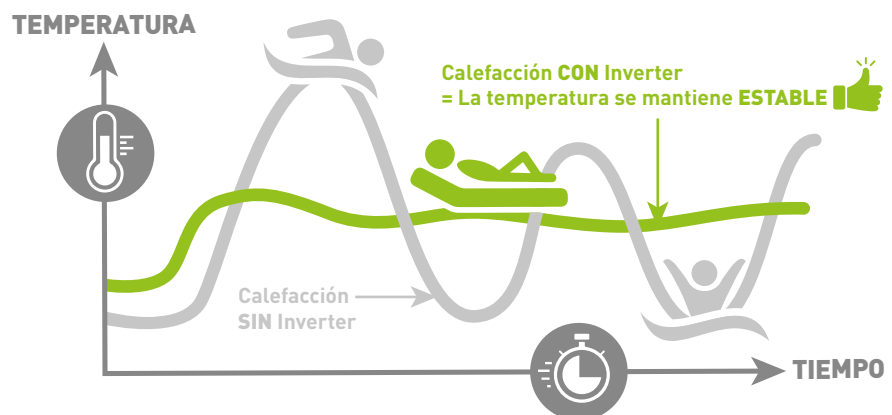 TEMPERATURA
Calefacción CON Inverter
= La temperatura se mantiene ESTABLE
Calefacción
SIN Inverter
TIEMPO